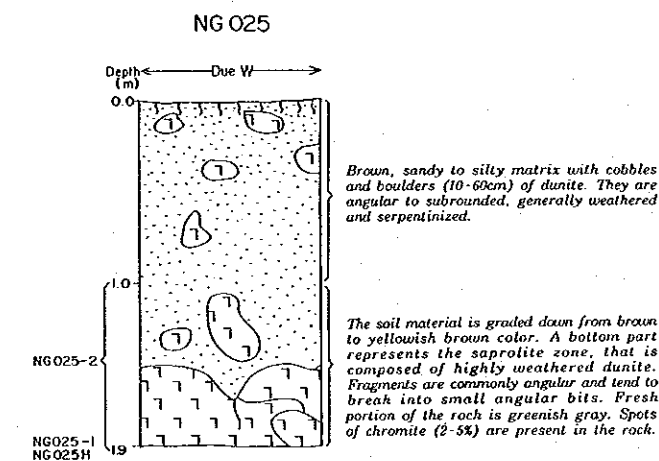 NG 025
Depth
(m)
Due W
0.0
Brown, sandy to silty matrix with cobbles
and boulders (10-60cm) of dunite. They are
angular to subrounded, generally weathered
and serpentinized.
1.0
The soil material is graded down from brown
to yellowish brown color. A bottom part
represents the saprolite zone, that is
composed of highly weathered dunite.
Fragments are commonly angular and tend to
break into small angular bits. Fresh
portion of the rock is greenish gray. Spots
of chromite (2-5%) are present in the rock.
NG025-2
NG025-1
NG025H
1.9